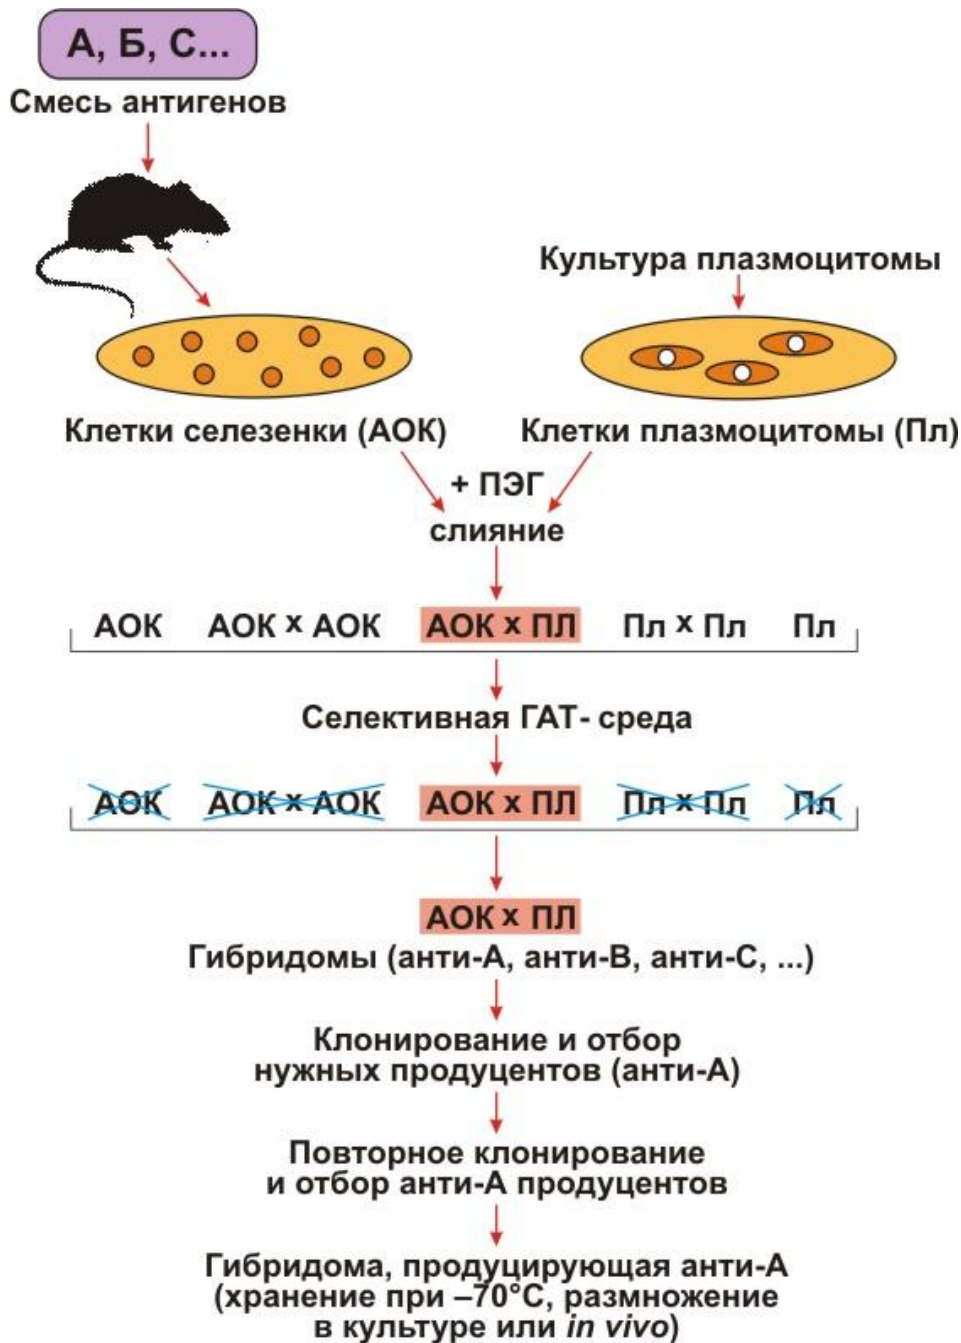 А, Б, С...
Смесь антигенов
Культура плазмоцитомы
Клетки селезенки (АОК)
Клетки плазмоцитомы (Пл)
+ ПЭГ
слияние
АОК АОК x АОК АОК x ПЛ Пл x Пл Пл
Селективная ГАТ- среда
АОК АОК x АОК АОК x ПЛ Пл x Пл Пл
АОК x ПЛ
Гибридомы (анти-А, анти-В, анти-С, ...)
Клонирование и отбор
нужных продуцентов (анти-А)
Повторное клонирование
и отбор анти-А продуцентов
Гибридома, продуцирующая анти-А
(хранение при –70°С, размножение
в культуре или in vivo)